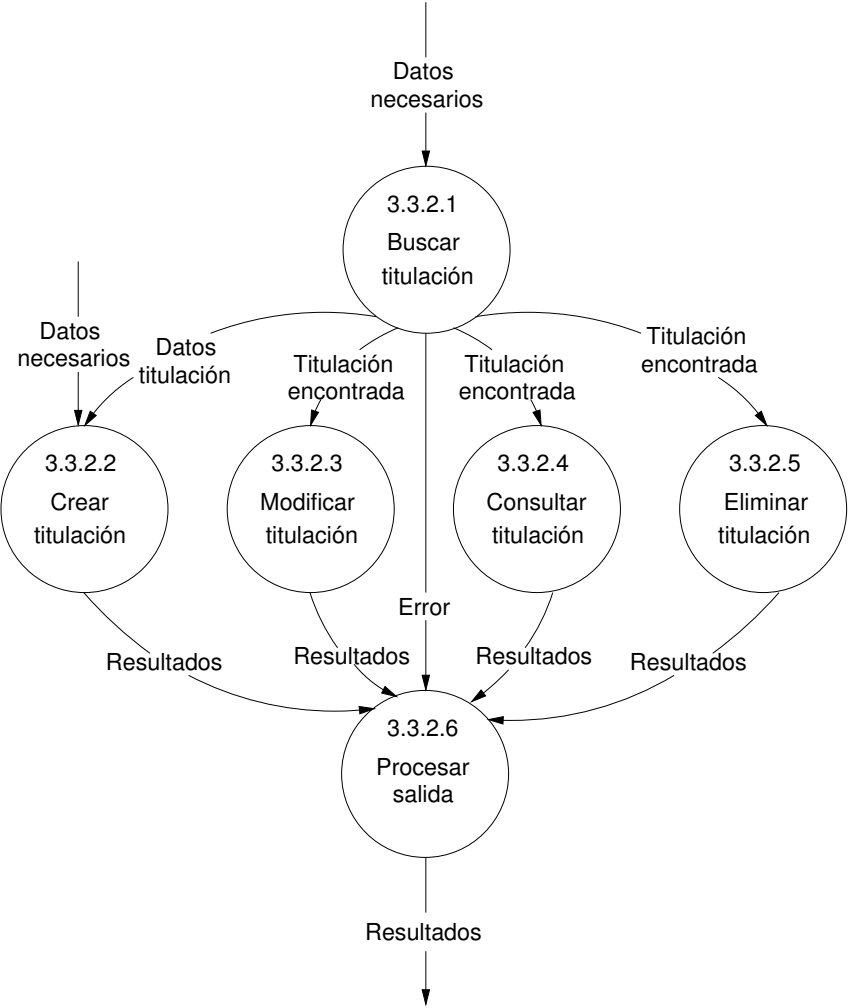 Datos
necesarios
3.3.2.1
Buscar
titulación
Datos
necesarios
Datos
titulación
Titulación
encontrada
Titulación
encontrada
Titulación
encontrada
3.3.2.2
Crear
titulación
3.3.2.3
Modificar
titulación
3.3.2.4
Consultar
titulación
3.3.2.5
Eliminar
titulación
Error
Resultados
Resultados
Resultados
Resultados
3.3.2.6
Procesar
salida
Resultados